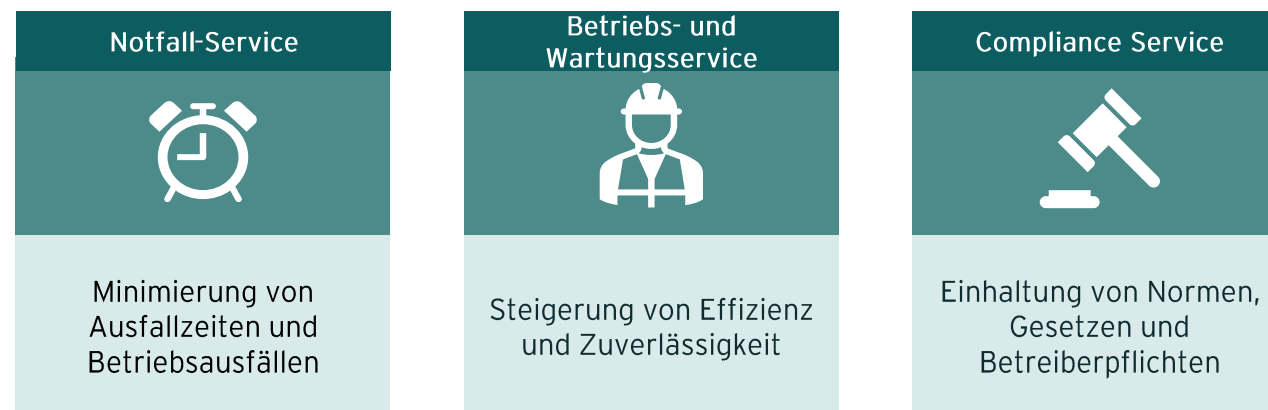 Notfall-Service
Minimierung von
Ausfallzeiten und
Betriebsausfällen
Betriebs- und
Wartungsservice
Steigerung von Effizienz
und Zuverlässigkeit
Compliance Service
Einhaltung von Normen,
Gesetzen und
Betreiberpflichten